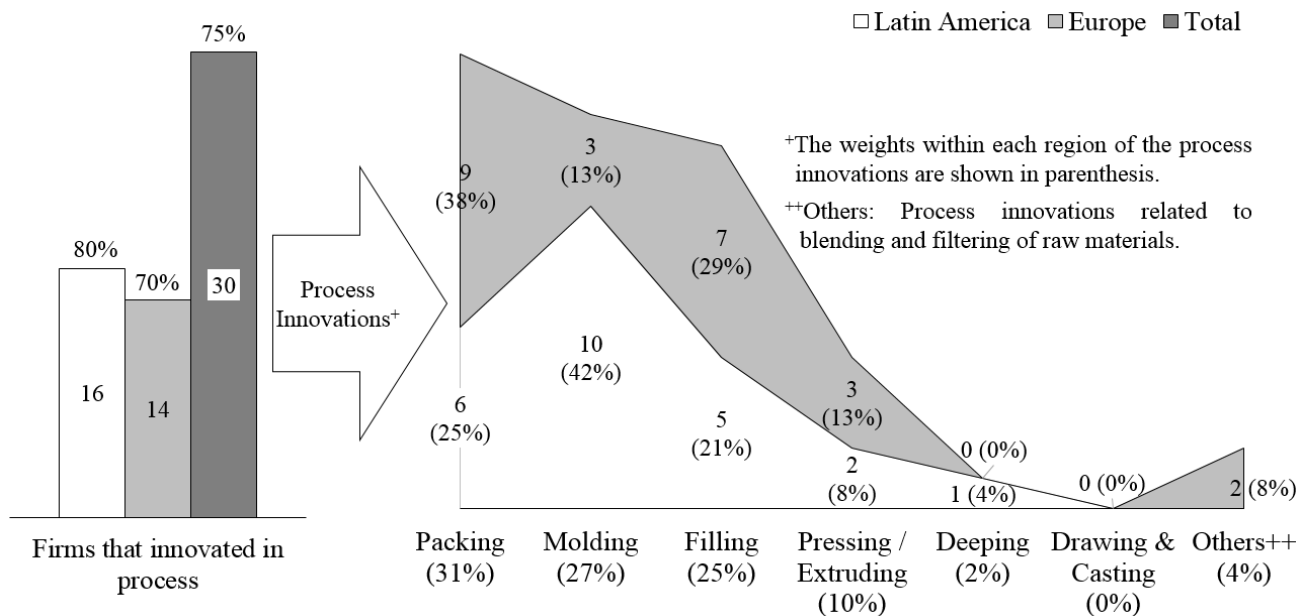 Latin America Europe Total
75%
80%
70%
30
16
14
Firms that innovated in
process
Process
Innovations+
+The weights within each region of the process
innovations are shown in parenthesis.
++Others: Process innovations related to
blending and filtering of raw materials.
9
(38%)
3
(13%)
7
(29%)
3
(13%)
0 (0%)
0 (0%)
2 (8%)
6
(25%)
10
(42%)
5
(21%)
2
(8%)
1 (4%)
Packing
(31%)
Molding
(27%)
Filling
(25%)
Pressing /
Extruding
(10%)
Deeping
(2%)
Drawing &
Casting
(0%)
Others++
(4%)